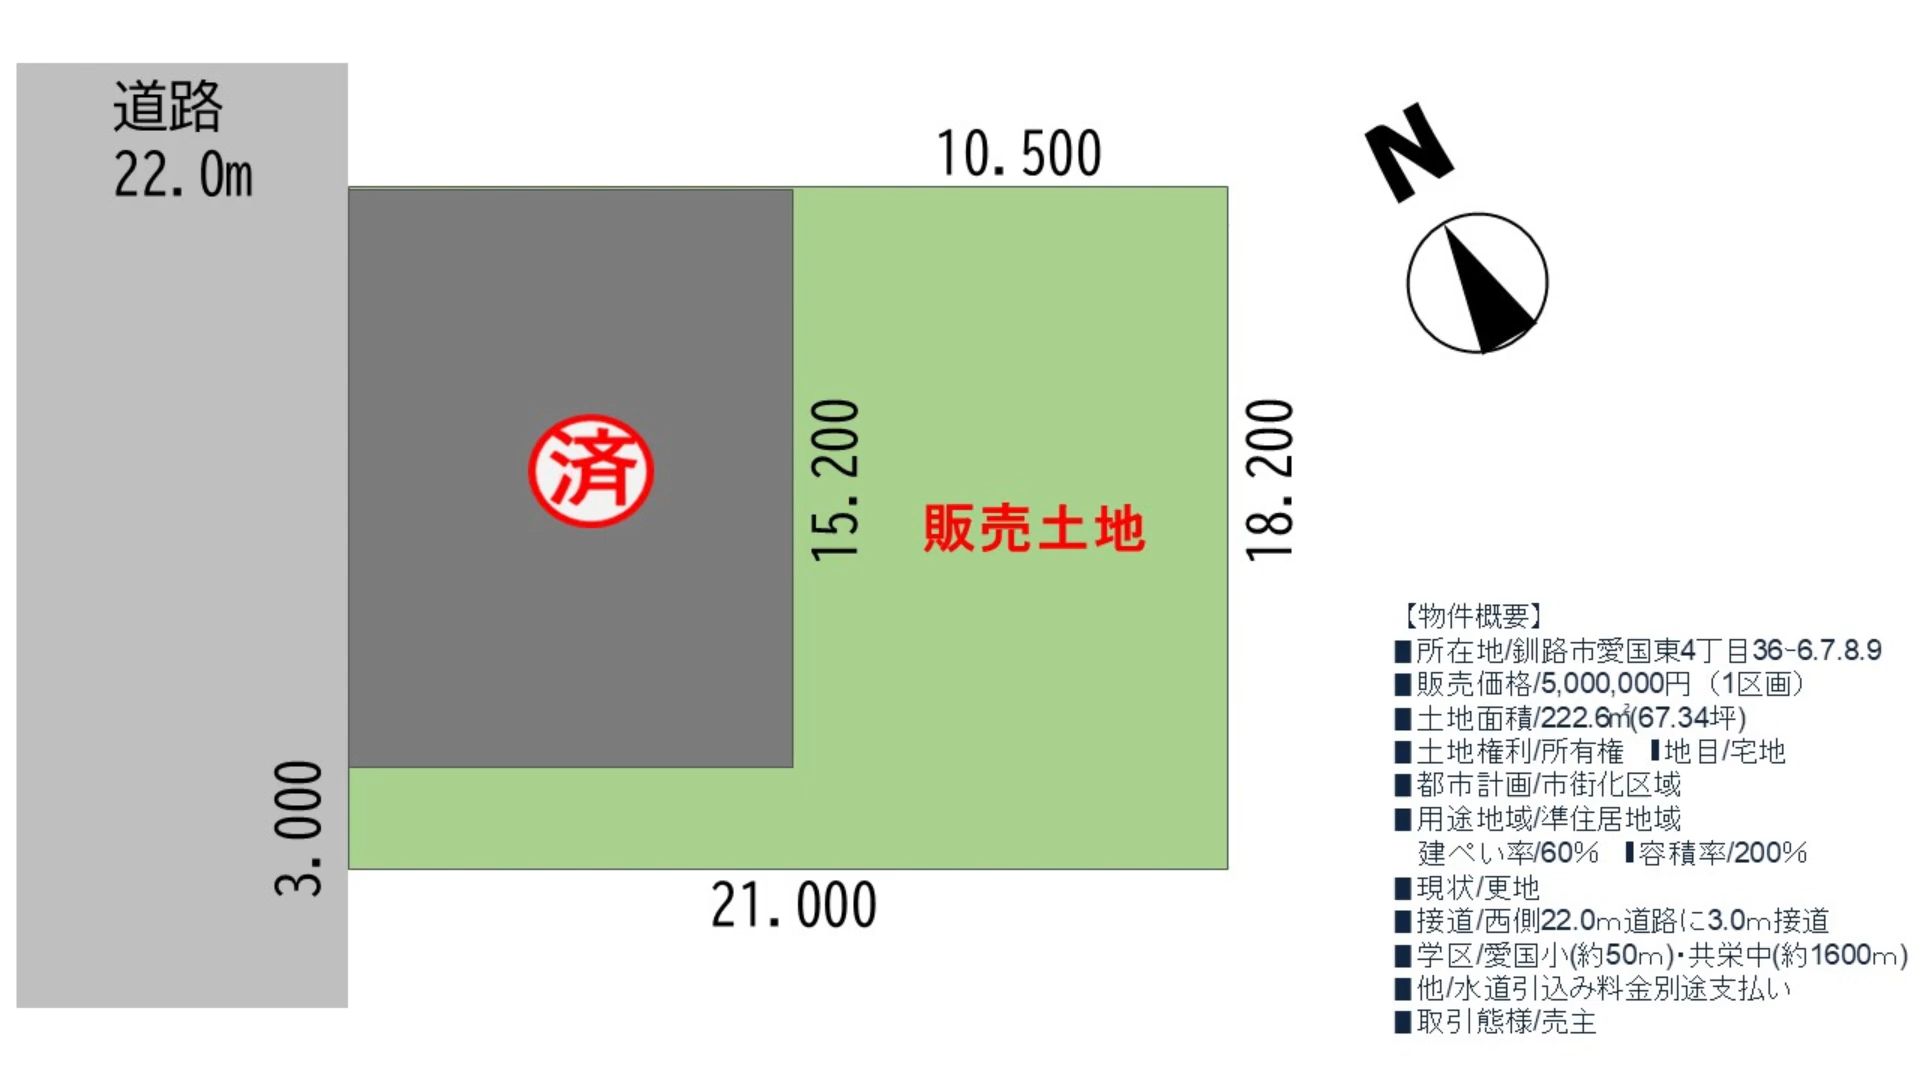 道路
22.0m
10.500
N
済
15.200
18.200
販売土地
3.000
21.000
【物件概要】
■所在地/釧路市愛国東4丁目36-6.7.8.9
■販売価格/5,000,000円（1区画）
■土地面積/222.6㎡(67.34坪)
■土地権利/所有権　■地目/宅地
■都市計画/市街化区域
■用途地域/準住居地域
建ぺい率/60%　■容積率/200%
■現状/更地
■接道/西側22.0m道路に3.0m接道
■学区/愛国小(約50m)・共栄中(約1600m)
■他/水道引込み料金別途支払い
■取引態様/売主